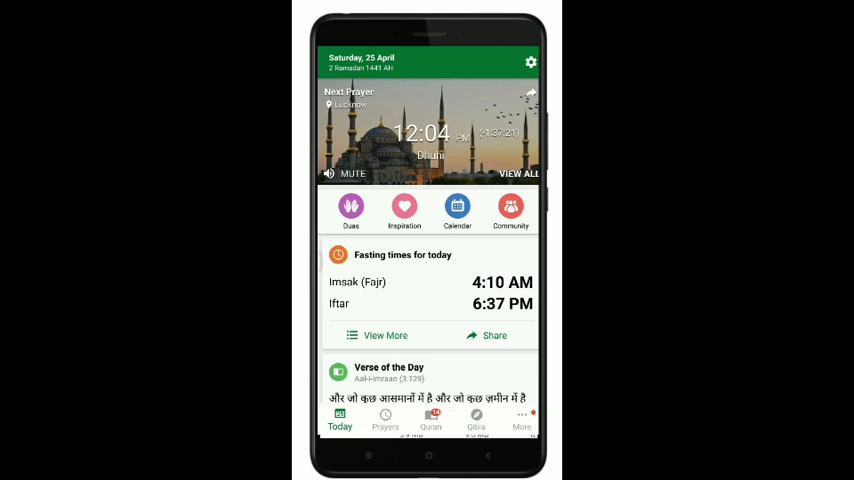 Saturday, 25 April
2 Ramadan 1441 AH
Next Prayer
Lucknow
12:04 PM (-1:37:21)
Dhuhr
MUTE
VIEW ALL
Duas
Inspiration
Calendar
Community
Fasting times for today
Imsak (Fajr) 4:10 AM
Iftar 6:37 PM
View More
Share
Verse of the Day
Aal-i-Imraan (3:129)
और जो कुछ आसमानों में है और जो कुछ ज़मीन में है
14
Today
Prayers
Quran
Qibla
More